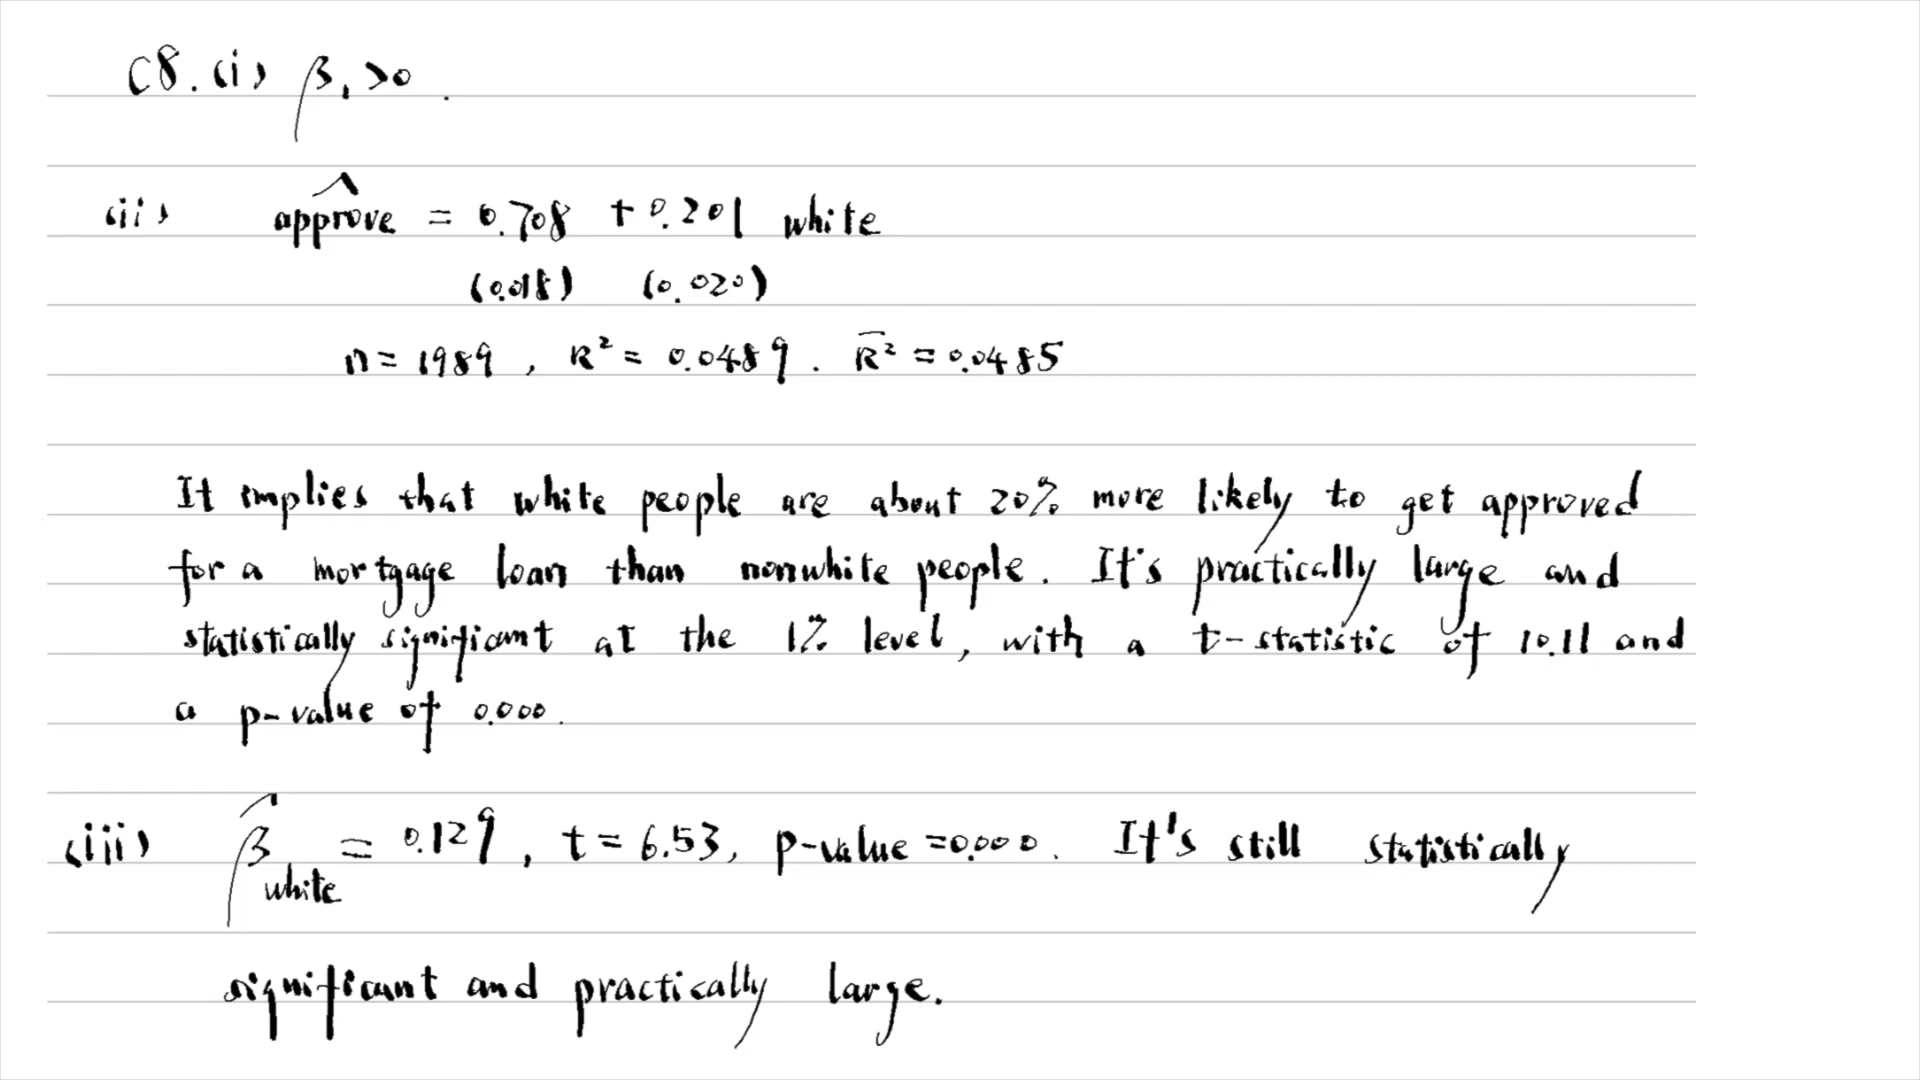 C8. (i) β₁ >0.
(ii) approvê = 0.708 + 0.201 white
(0.018) (0.020)
n = 1989, R² = 0.0489. R̅² = 0.0485
It implies that white people are about 20% more likely to get approved
for a mortgage loan than nonwhite people. It's practically large and
statistically significant at the 1% level, with a t-statistic of 10.11 and
a p-value of 0.000.
(iii) β̂white = 0.129, t = 6.53, p-value =0.000. It's still statistically
significant and practically large.